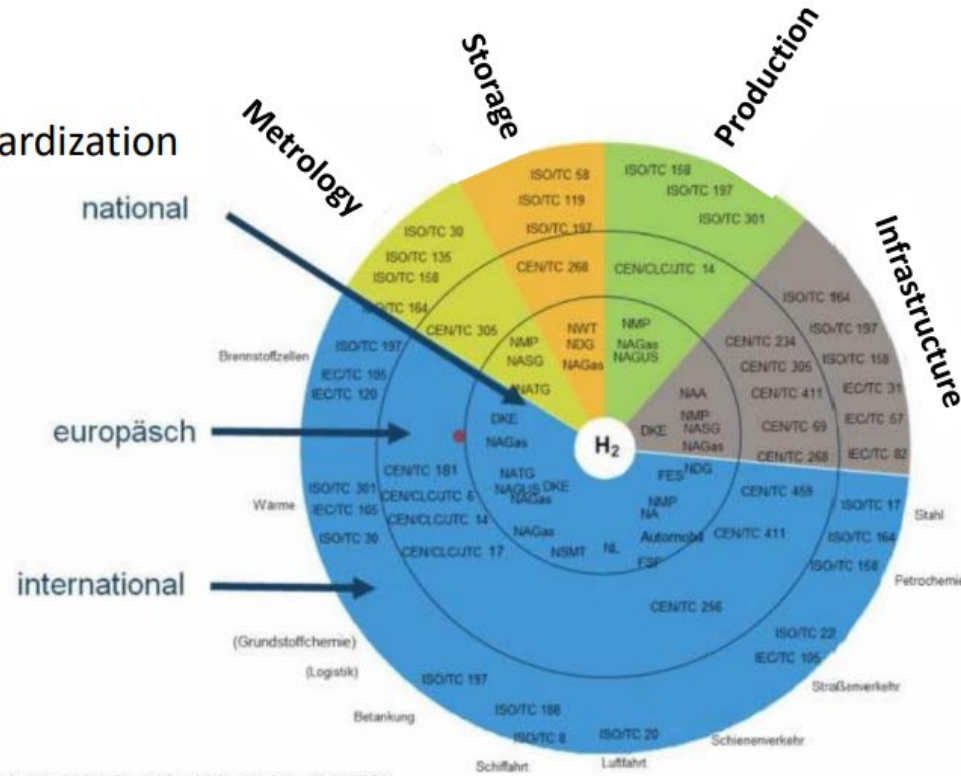 ardization
national
europäsch
international
Metrology
Storage
Production
Infrastructure
ISO/TC 30
ISO/TC 135
ISO/TC 158
ISO/TC 164
CEN/TC 305
NMP
NASG
NATG
ISO/TC 58
ISO/TC 119
ISO/TC 197
CEN/TC 268
NWT
NDG
NAGas
ISO/TC 158
ISO/TC 197
ISO/TC 301
CEN/CLC/JTC 14
NMP
NAGas
NAGUS
ISO/TC 164
ISO/TC 197
ISO/TC 158
IEC/TC 31
IEC/TC 57
IEC/TC 82
CEN/TC 234
CEN/TC 305
CEN/TC 411
CEN/TC 69
CEN/TC 268
NAA
NMP
DKE NASG
NAGas
H₂
Brennstoffzellen
ISO/TC 197
IEC/TC 105
IEC/TC 120
DKE
NAGas
Wärme
ISO/TC 301
IEC/TC 105
ISO/TC 30
CEN/TC 181
CEN/CLC/JTC 6
CEN/CLC/JTC 14
CEN/CLC/JTC 17
NATG
NAGUS DKE
NAGas
NAGas
NSMT
NL
FES NDG
NMP
NA
Automobil
FSF
CEN/TC 459
CEN/TC 411
CEN/TC 256
ISO/TC 17
Stahl
ISO/TC 164
ISO/TC 158
Petrochemie
ISO/TC 22
IEC/TC 105
Straßenverkehr
Schienenverkehr
ISO/TC 20
Luftfahrt
ISO/TC 188
ISO/TC 8
Schiffahrt
ISO/TC 197
Betankung
(Logistik)
(Grundstoffchemie)